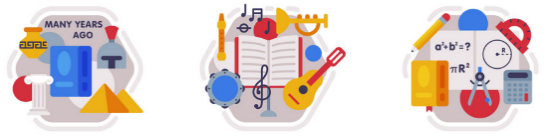 MANY YEARS
AGO
a²+b²=?
R
πR²